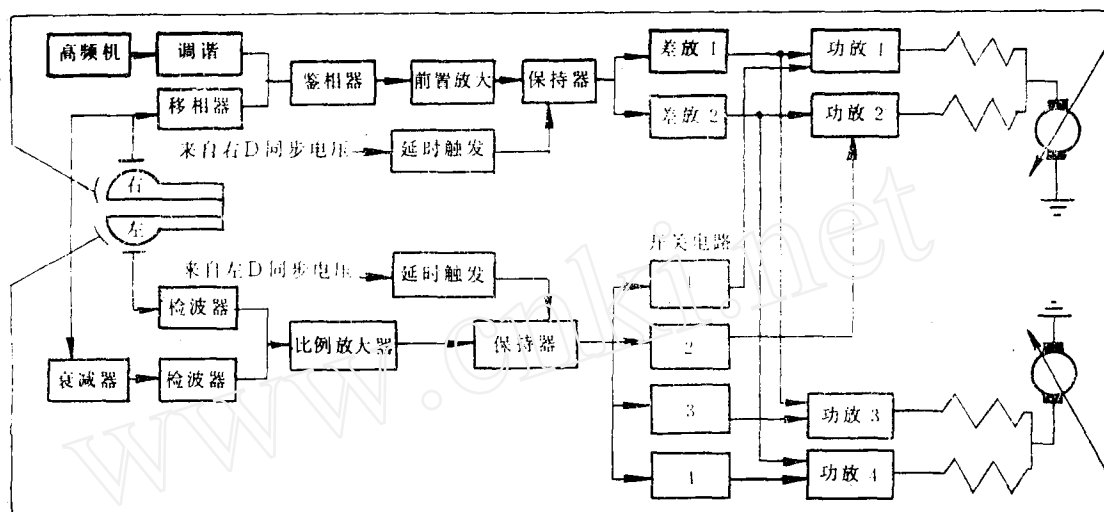 高频机
调谐
移相器
鉴相器
前置放大
保持器
差放 1
差放 2
功放 1
功放 2
来自右D同步电压
延时触发
右
左
来自左D同步电压
延时触发
开关电路
检波器
衰减器
检波器
比例放大器
保持器
1
2
3
4
功放 3
功放 4
www.cnki.net